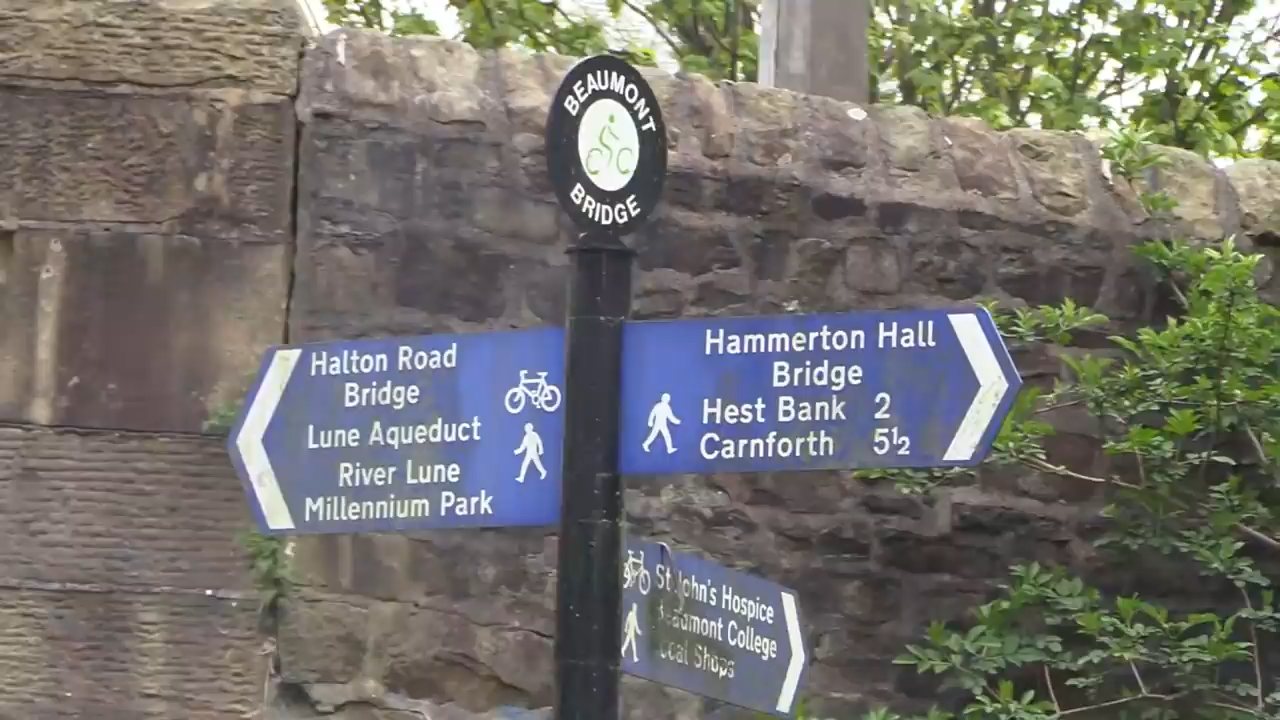 BEAUMONT
BRIDGE
Halton Road
Bridge
Lune Aqueduct
River Lune
Millennium Park
Hammerton Hall
Bridge
Hest Bank 2
Carnforth 5½
St John's Hospice
Beaumont College
Local Shops